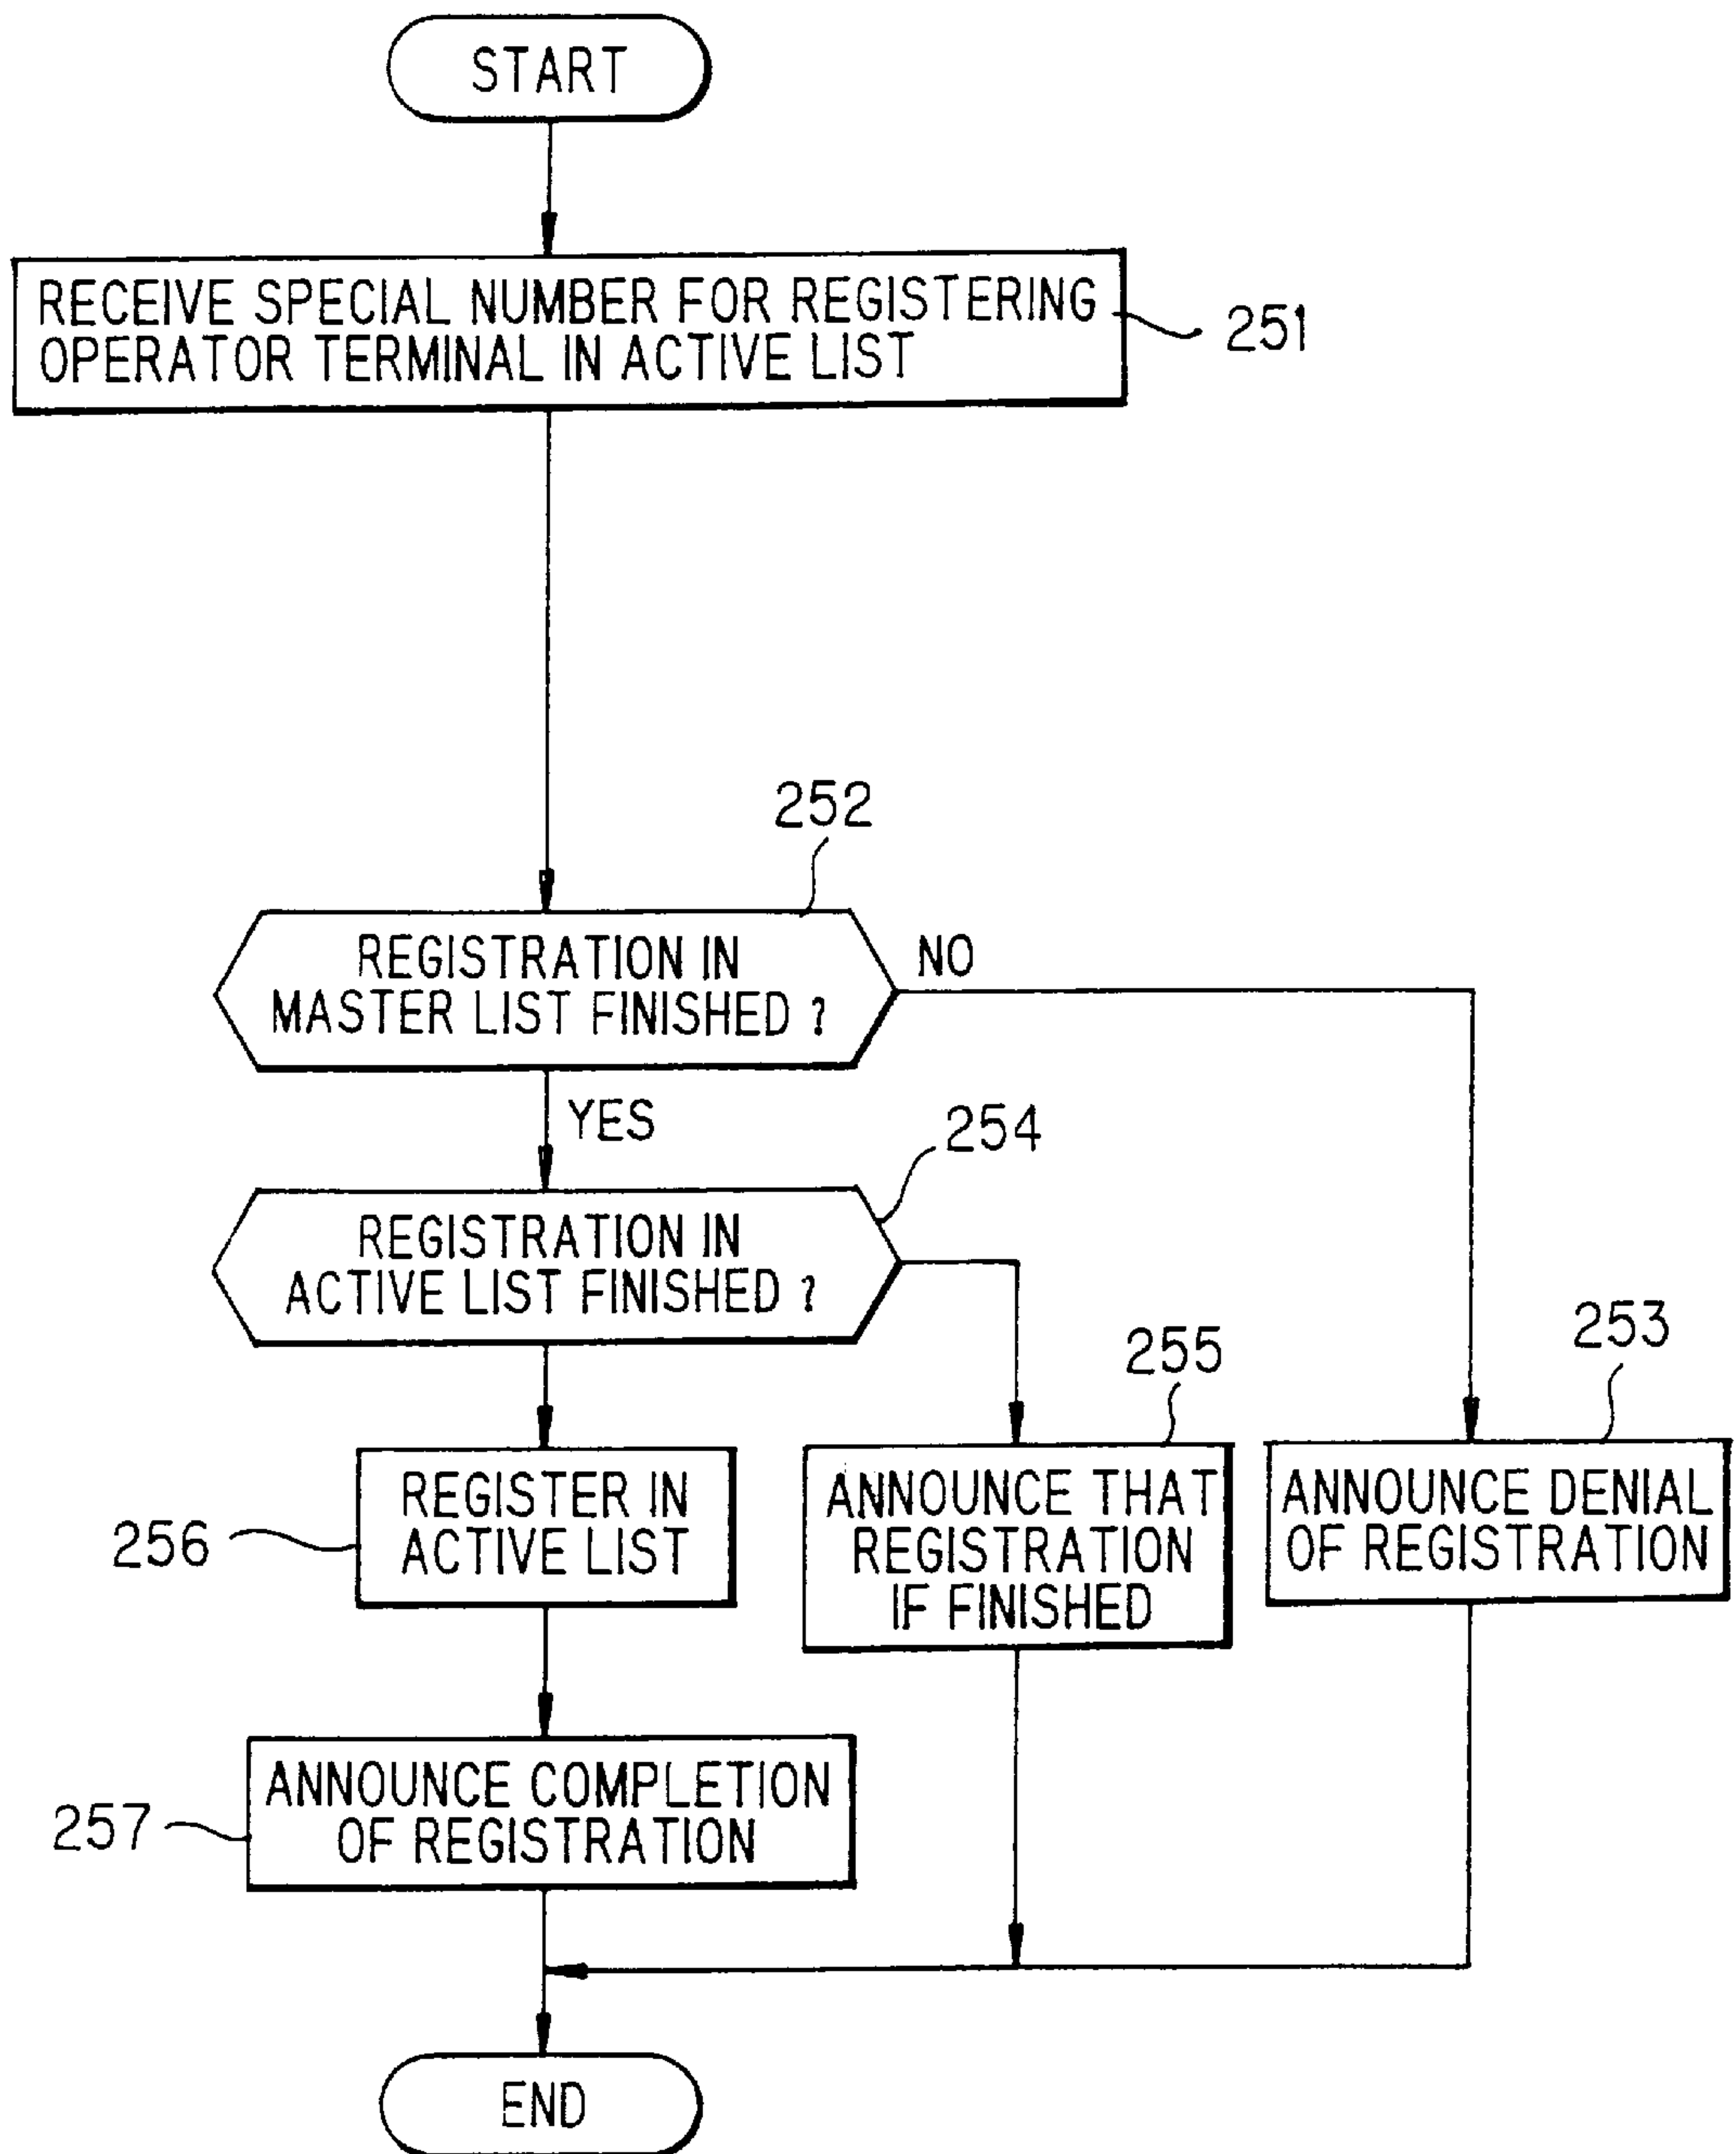 START
RECEIVE SPECIAL NUMBER FOR REGISTERING
OPERATOR TERMINAL IN ACTIVE LIST
251
252
REGISTRATION IN
MASTER LIST FINISHED ?
NO
YES
254
REGISTRATION IN
ACTIVE LIST FINISHED ?
255
253
256
REGISTER IN
ACTIVE LIST
ANNOUNCE THAT
REGISTRATION
IF FINISHED
ANNOUNCE DENIAL
OF REGISTRATION
257
ANNOUNCE COMPLETION
OF REGISTRATION
END